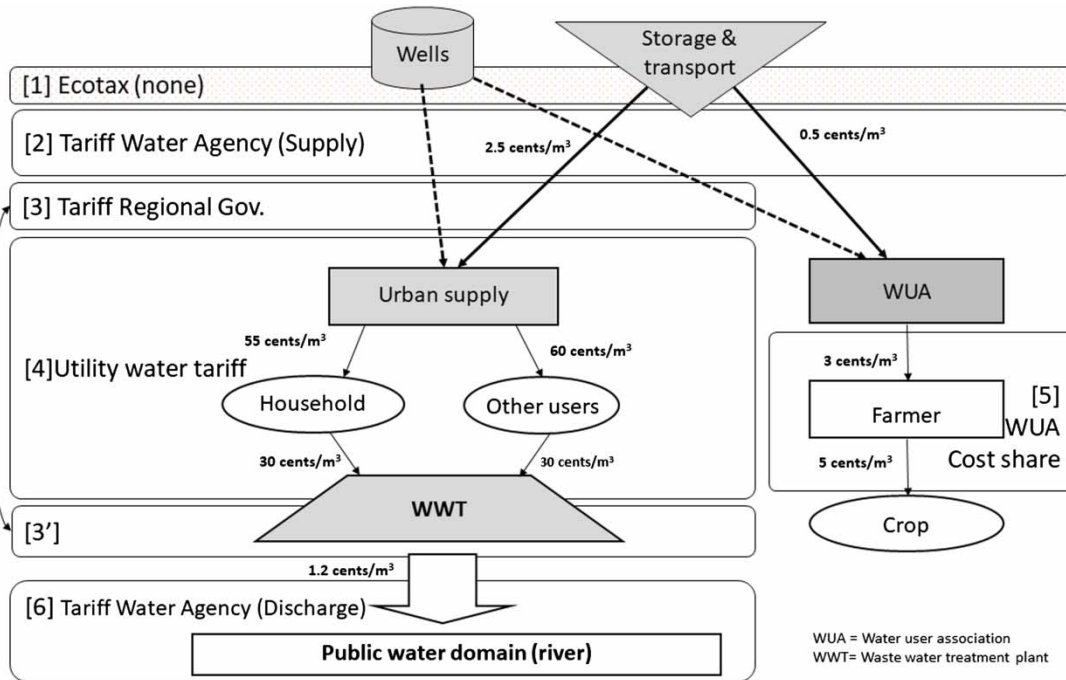 Wells
Storage &
transport
[1] Ecotax (none)
[2] Tariff Water Agency (Supply)
2.5 cents/m³
0.5 cents/m³
[3] Tariff Regional Gov.
Urban supply
WUA
55 cents/m³
60 cents/m³
3 cents/m³
[4]Utility water tariff
Household
Other users
Farmer
[5]
WUA
Cost share
30 cents/m³
30 cents/m³
5 cents/m³
WWT
Crop
[3']
1.2 cents/m³
[6] Tariff Water Agency (Discharge)
Public water domain (river)
WUA = Water user association
WWT= Waste water treatment plant